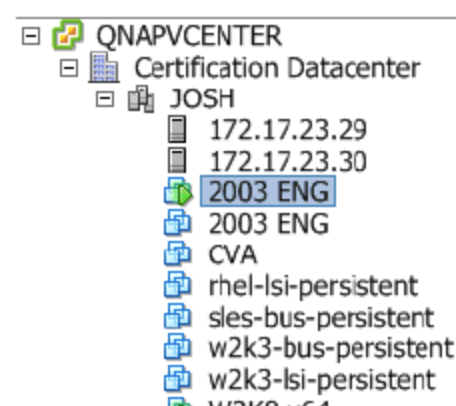 QNAPVCENTER
Certification Datacenter
JOSH
172.17.23.29
172.17.23.30
2003 ENG
2003 ENG
CVA
rhel-lsi-persistent
sles-bus-persistent
w2k3-bus-persistent
w2k3-lsi-persistent